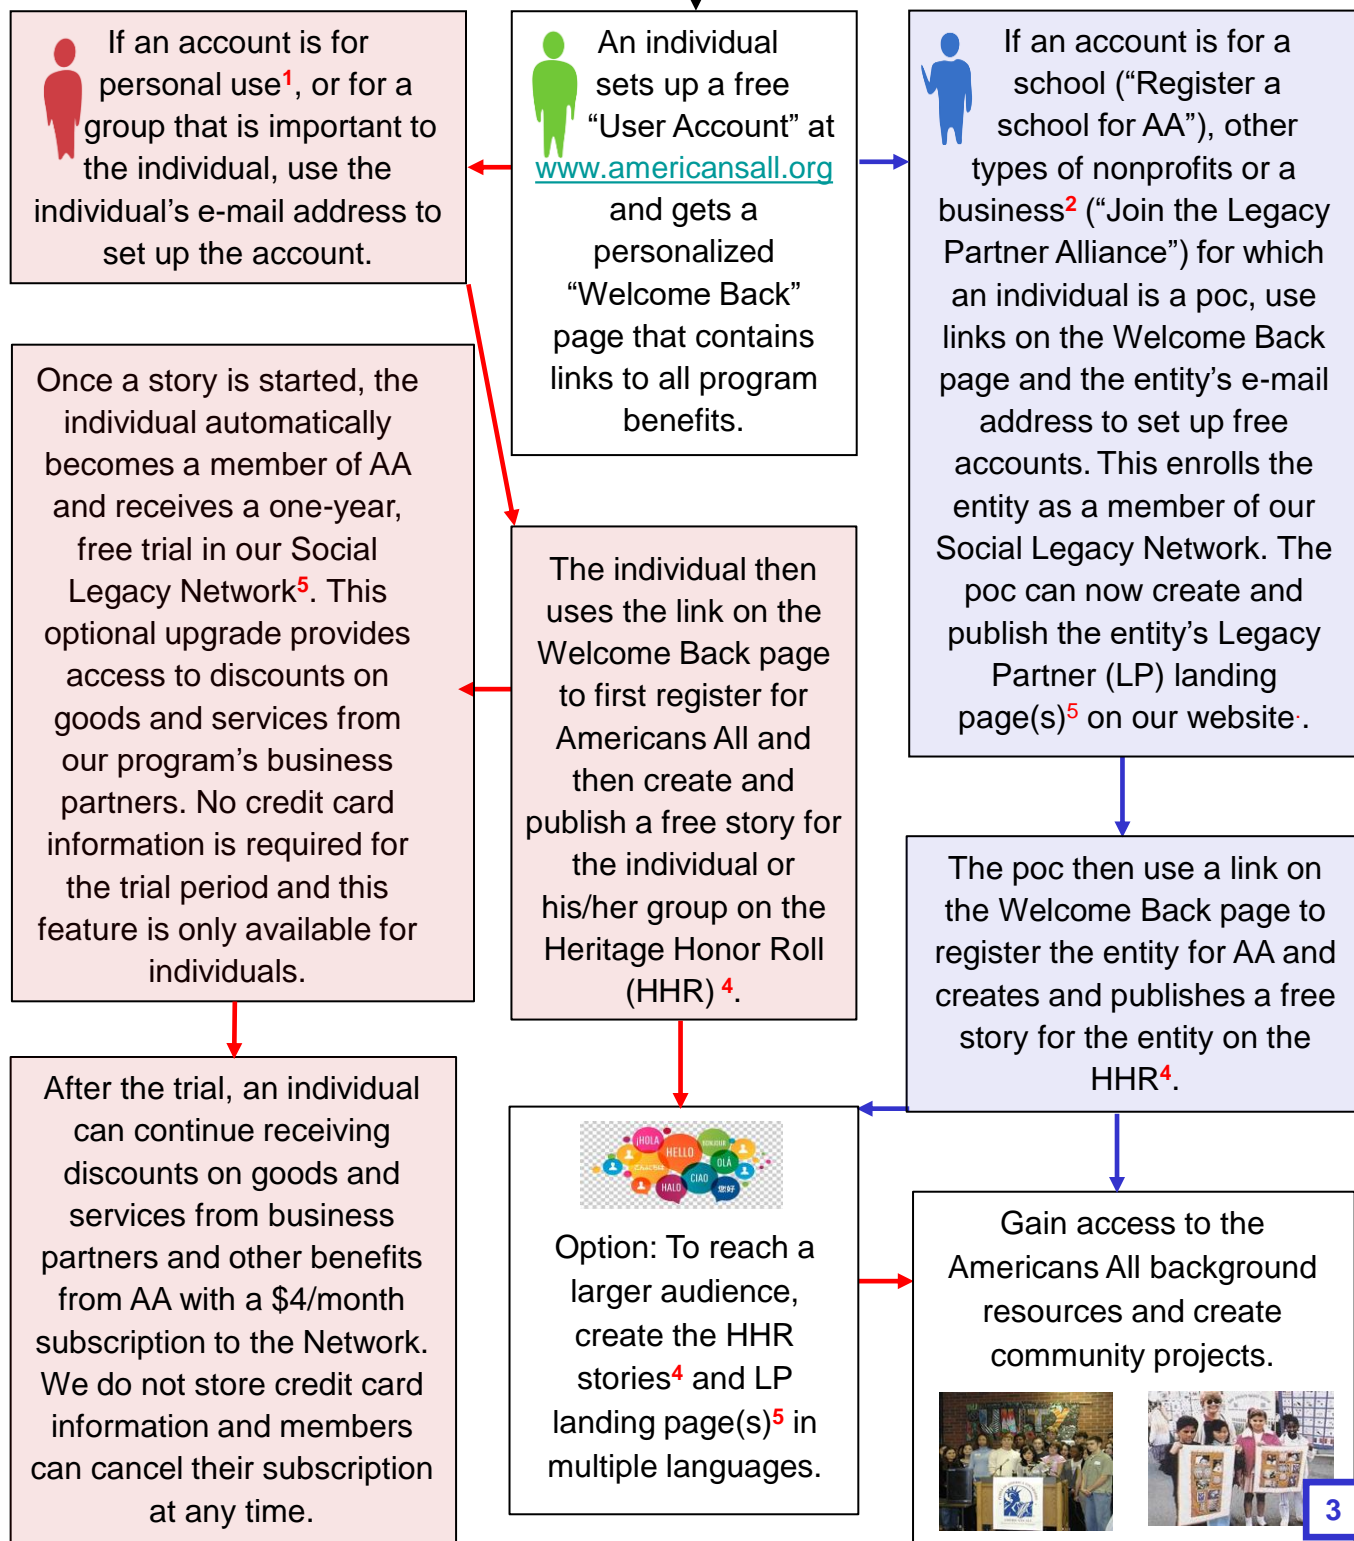 If an account is for
personal use1, or for a
group that is important to
the individual, use the
individual's e-mail address to
set up the account.
An individual
sets up a free
“User Account” at
www.americansall.org
and gets a
personalized
“Welcome Back”
page that contains
links to all program
benefits.
If an account is for a
school (“Register a
school for AA”), other
types of nonprofits or a
business2 (“Join the Legacy
Partner Alliance”) for which
an individual is a poc, use
links on the Welcome Back
page and the entity’s e-mail
address to set up free
accounts. This enrolls the
entity as a member of our
Social Legacy Network. The
poc can now create and
publish the entity’s Legacy
Partner (LP) landing
page(s)5 on our website.
Once a story is started, the
individual automatically
becomes a member of AA
and receives a one-year,
free trial in our Social
Legacy Network5. This
optional upgrade provides
access to discounts on
goods and services from
our program’s business
partners. No credit card
information is required for
the trial period and this
feature is only available for
individuals.
The individual then
uses the link on the
Welcome Back page
to first register for
Americans All and
then create and
publish a free story for
the individual or
his/her group on the
Heritage Honor Roll
(HHR) 4.
The poc then use a link on
the Welcome Back page to
register the entity for AA and
creates and publishes a free
story for the entity on the
HHR4.
After the trial, an individual
can continue receiving
discounts on goods and
services from business
partners and other benefits
from AA with a $4/month
subscription to the Network.
We do not store credit card
information and members
can cancel their subscription
at any time.
¡HOLA
HELLO
BONJOUR
OLÁ
CIAO
HALO
您好
Option: To reach a
larger audience,
create the HHR
stories4 and LP
landing page(s)5 in
multiple languages.
Gain access to the
Americans All background
resources and create
community projects.
3